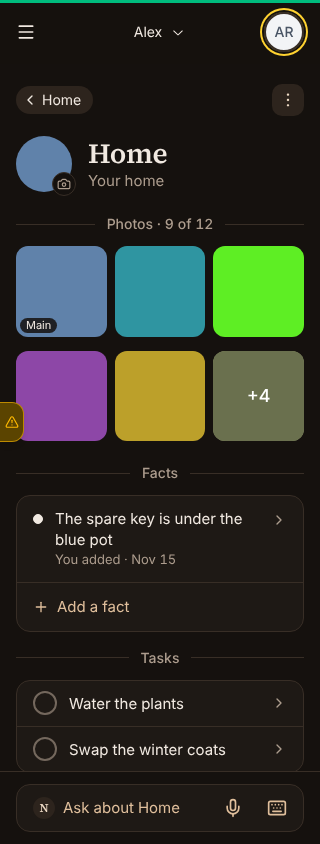 Alex
AR
Home
Home
Your home
Photos · 9 of 12
Main
+4
Facts
The spare key is under the
blue pot
You added · Nov 15
+ Add a fact
Tasks
Water the plants
Swap the winter coats
N Ask about Home